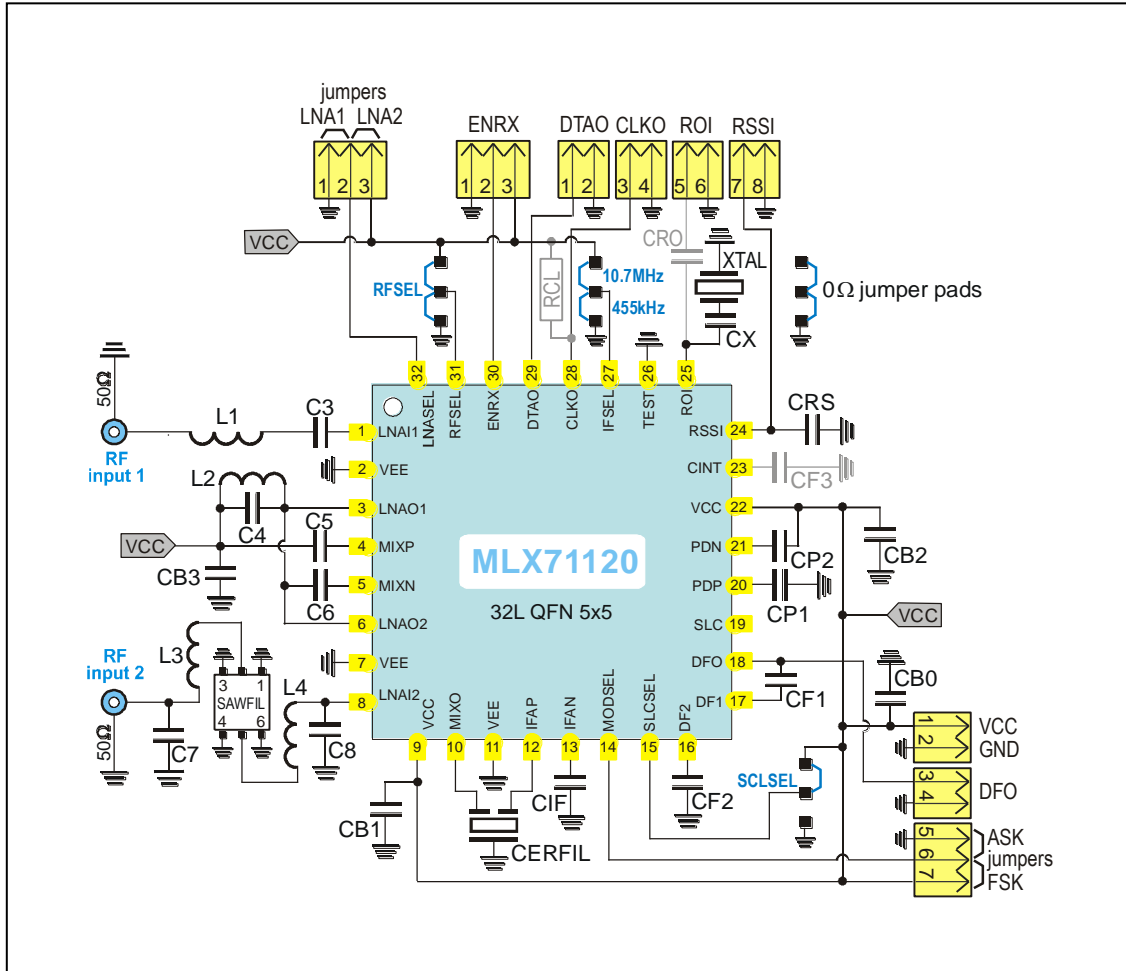 jumpers
LNA1 LNA2
ENRX
DTAO
CLKO
ROI
RSSI
1 2 3
1 2 3
1 2
3 4
5 6
7 8
VCC
RFSEL
RCL
10.7MHz
455kHz
CRO
XTAL
CX
0Ω jumper pads
32 31 30 29 28 27 26 25
LNASEL
RFSEL
ENRX
DTAO
CLKO
IFSEL
TEST
ROI
50Ω
RF
input 1
L1
C3
1 LNAI1
2 VEE
L2
C4
3 LNAO1
VCC
C5
4 MIXP
CB3
C6
5 MIXN
6 LNAO2
7 VEE
8 LNAI2
RF
input 2
50Ω
L3
C7
3 1
SAWFIL
4 6
L4
C8
MLX71120
32L QFN 5x5
RSSI 24
CRS
CINT 23
CF3
VCC 22
CB2
PDN 21
CP2
PDP 20
CP1
SLC 19
VCC
DFO 18
CF1
DF1 17
CB0
VCC
MIXO
VEE
IFAP
IFAN
MODSEL
SLCSEL
DF2
9 10 11 12 13 14 15 16
CB1
CERFIL
CIF
CF2
SCLSEL
1 VCC
2 GND
3
4
DFO
5 ASK
6 jumpers
7 FSK